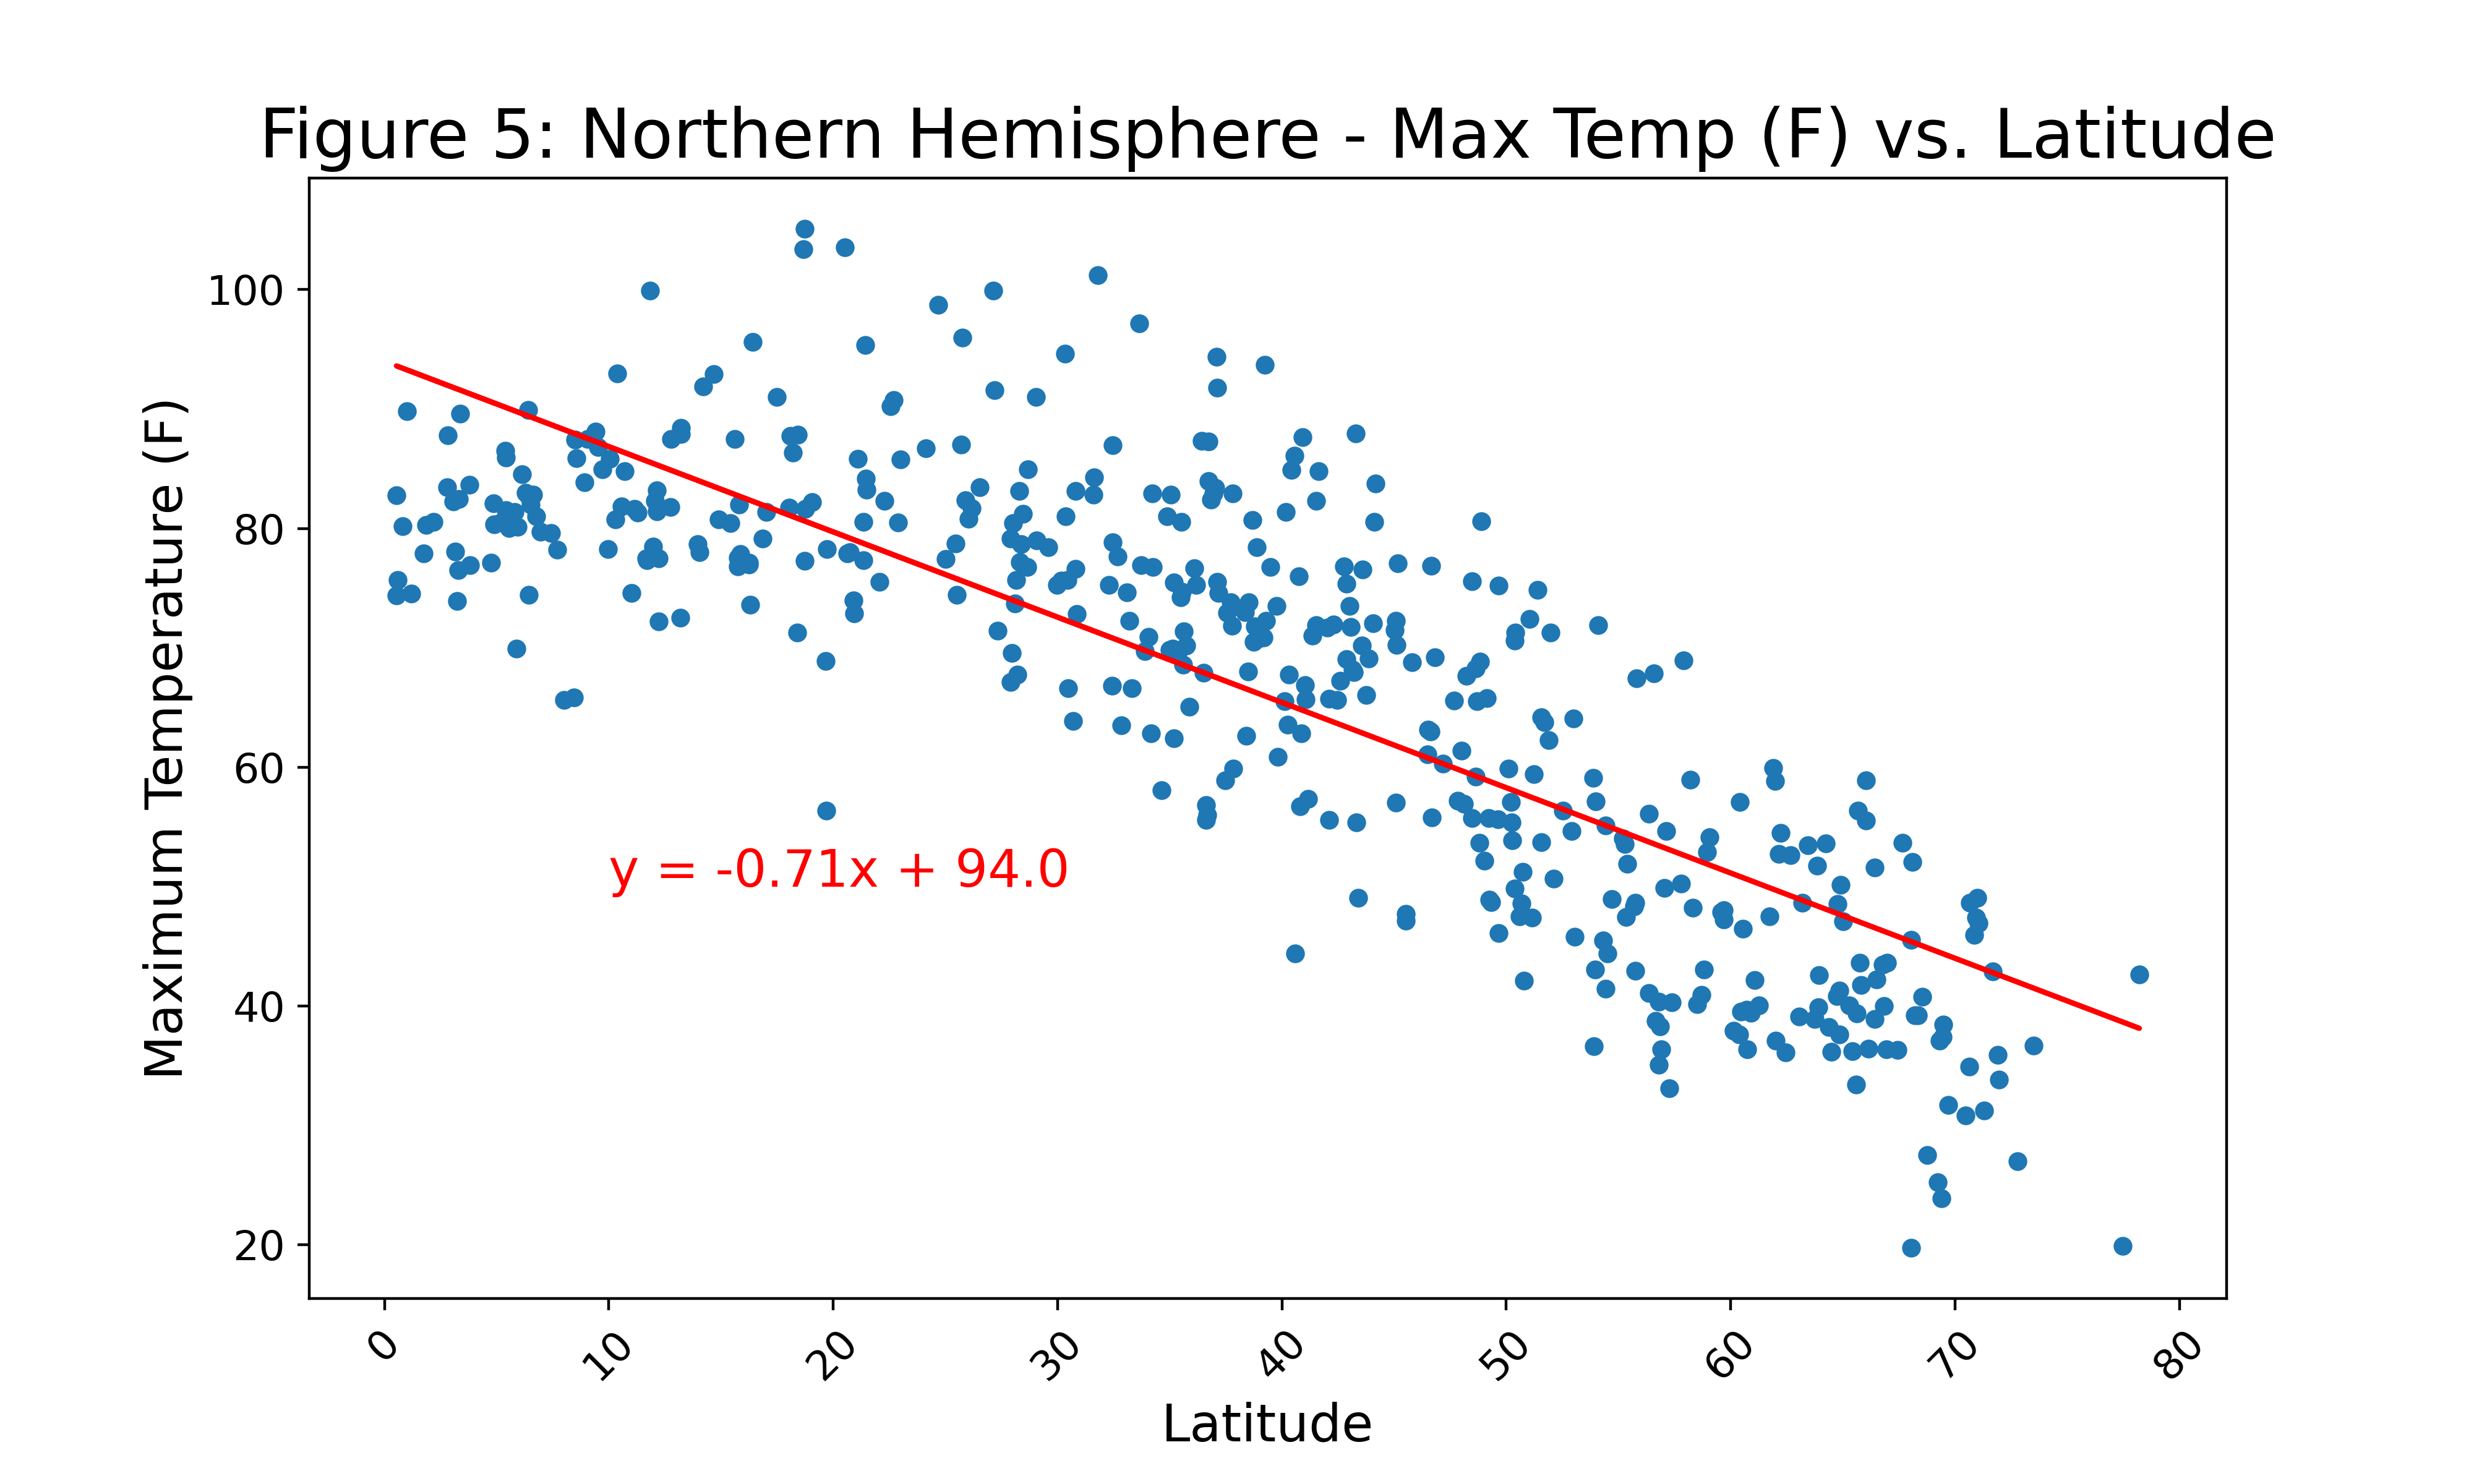 Figure 5: Northern Hemisphere - Max Temp (F) vs. Latitude
Maximum Temperature (F)
100
80
60
40
20
y = -0.71x + 94.0
0 10 20 30 40 50 60 70 80
Latitude